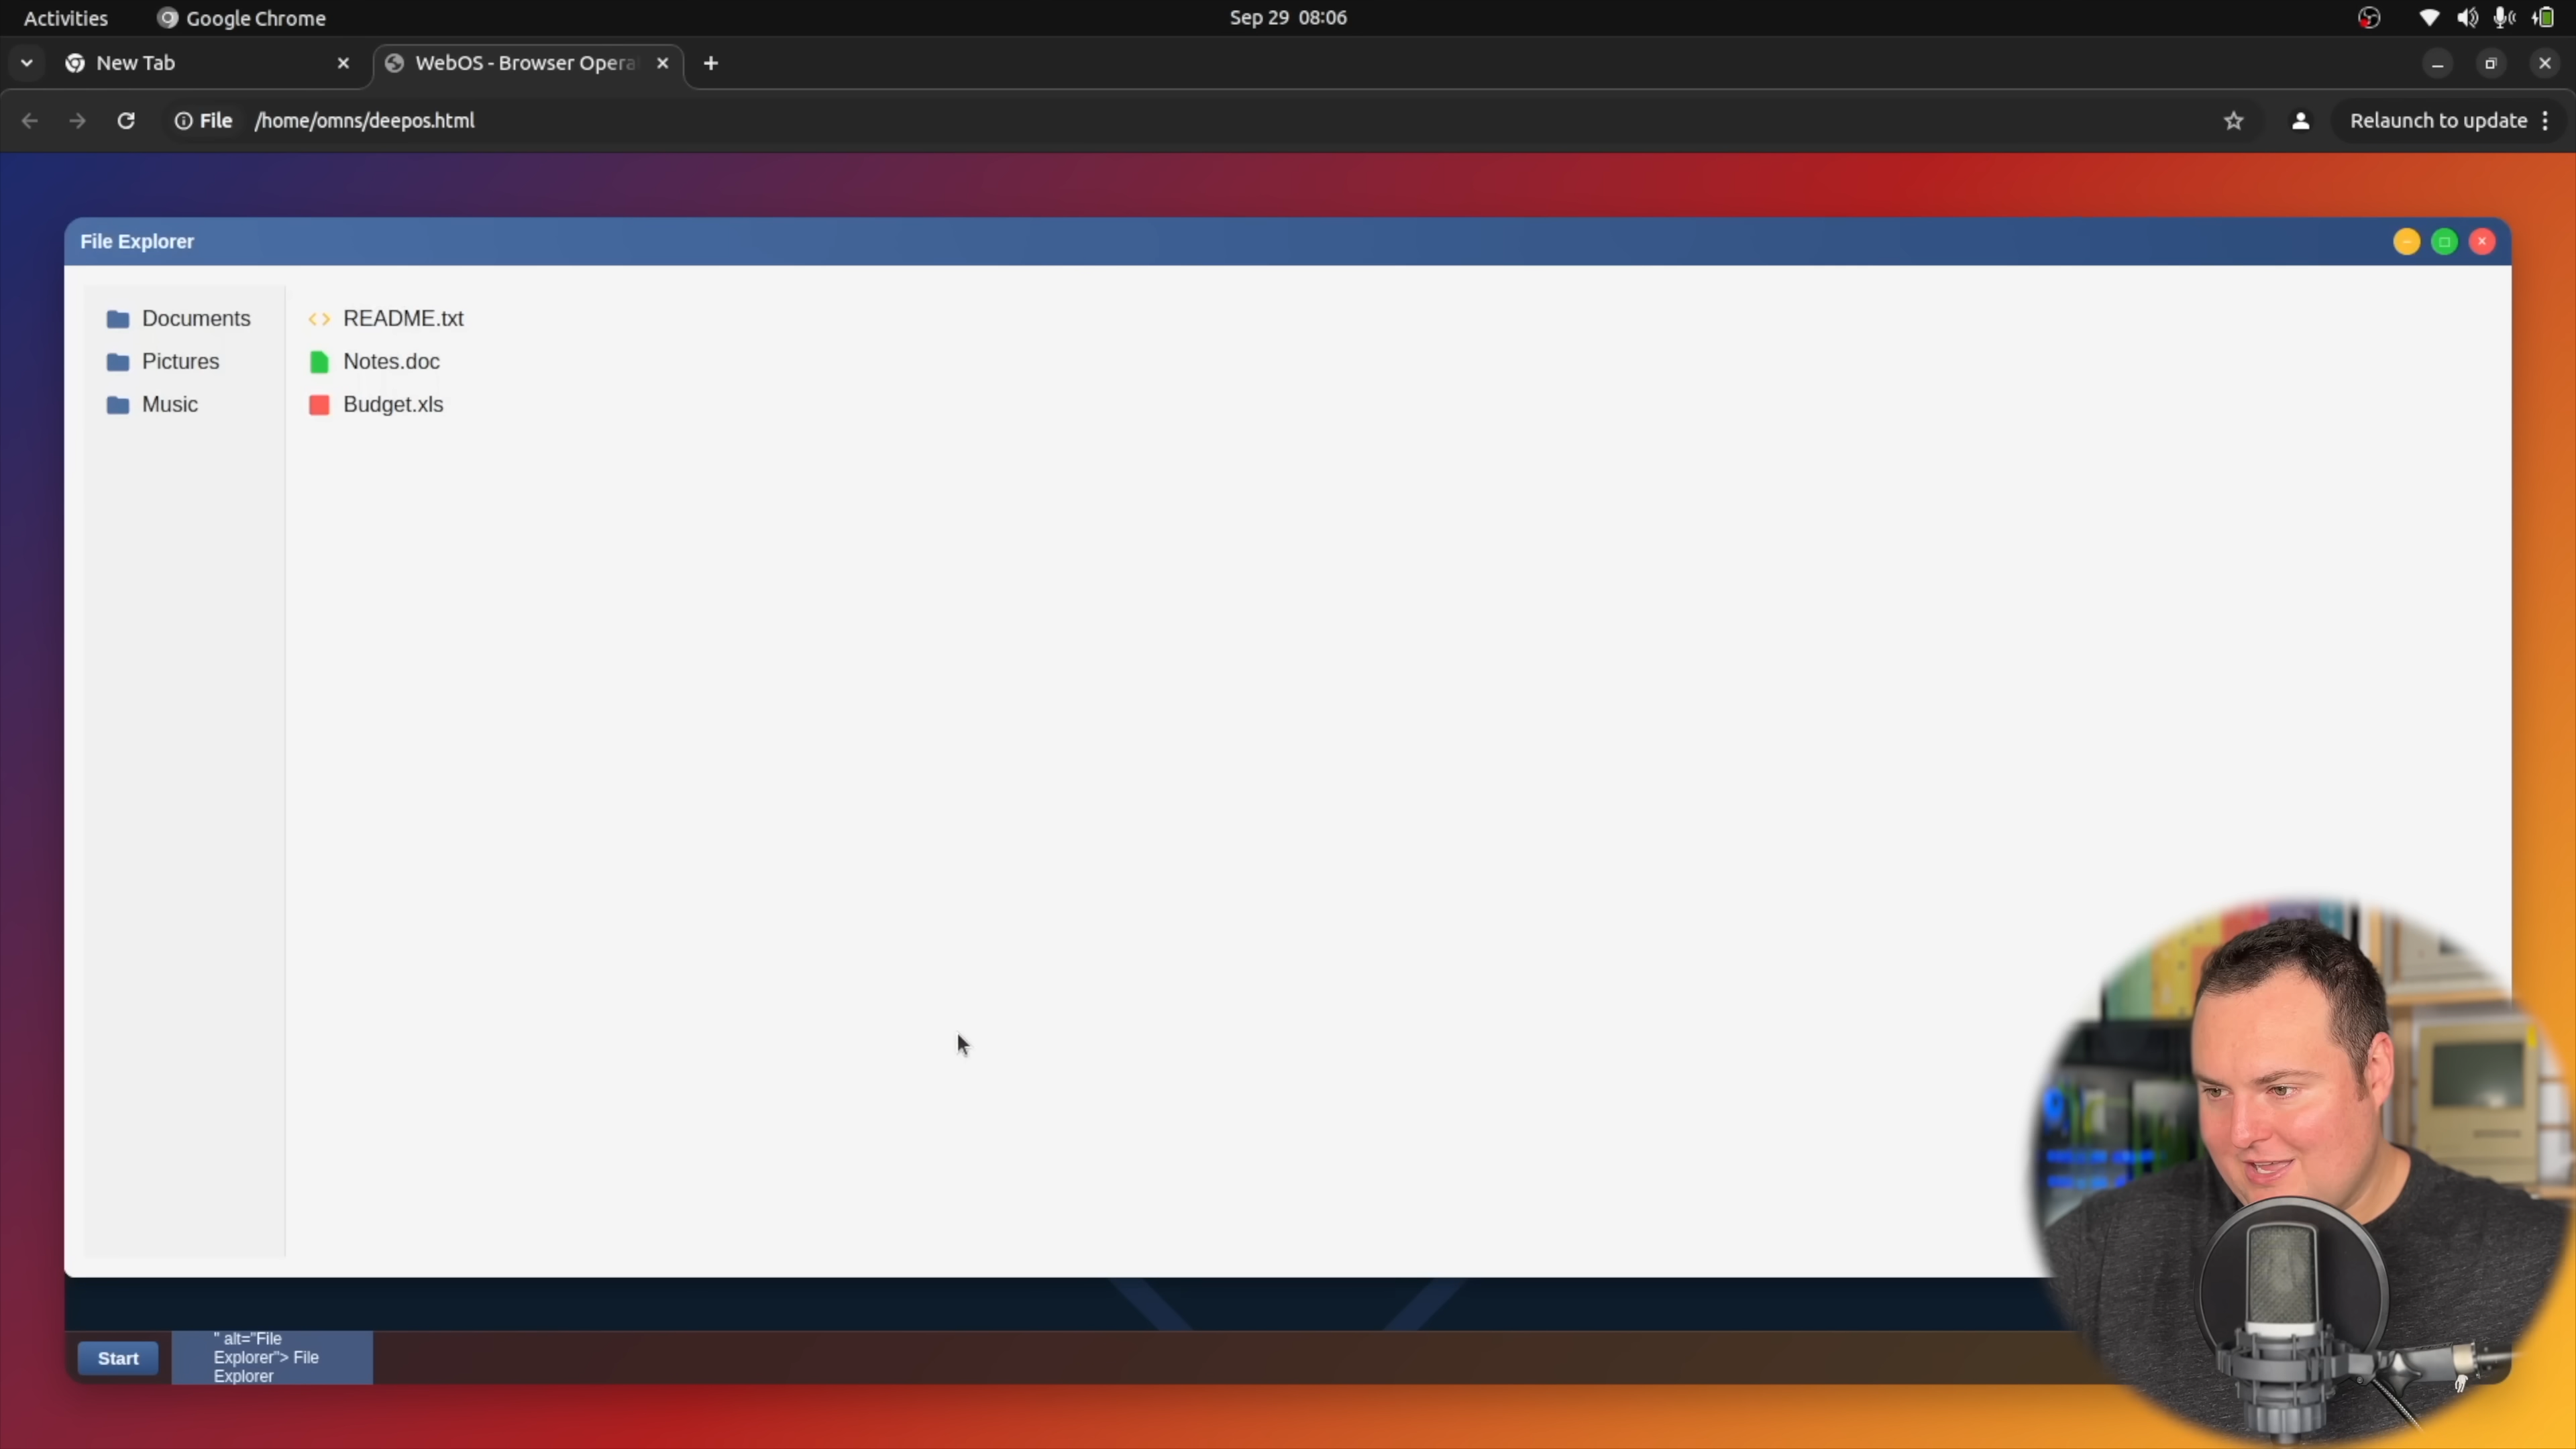 Activities
Google Chrome
Sep 29 08:06
New Tab
WebOS - Browser Opera
File
/home/omns/deepos.html
Relaunch to update
File Explorer
Documents
Pictures
Music
README.txt
Notes.doc
Budget.xls
Start
" alt="File
Explorer"> File
Explorer